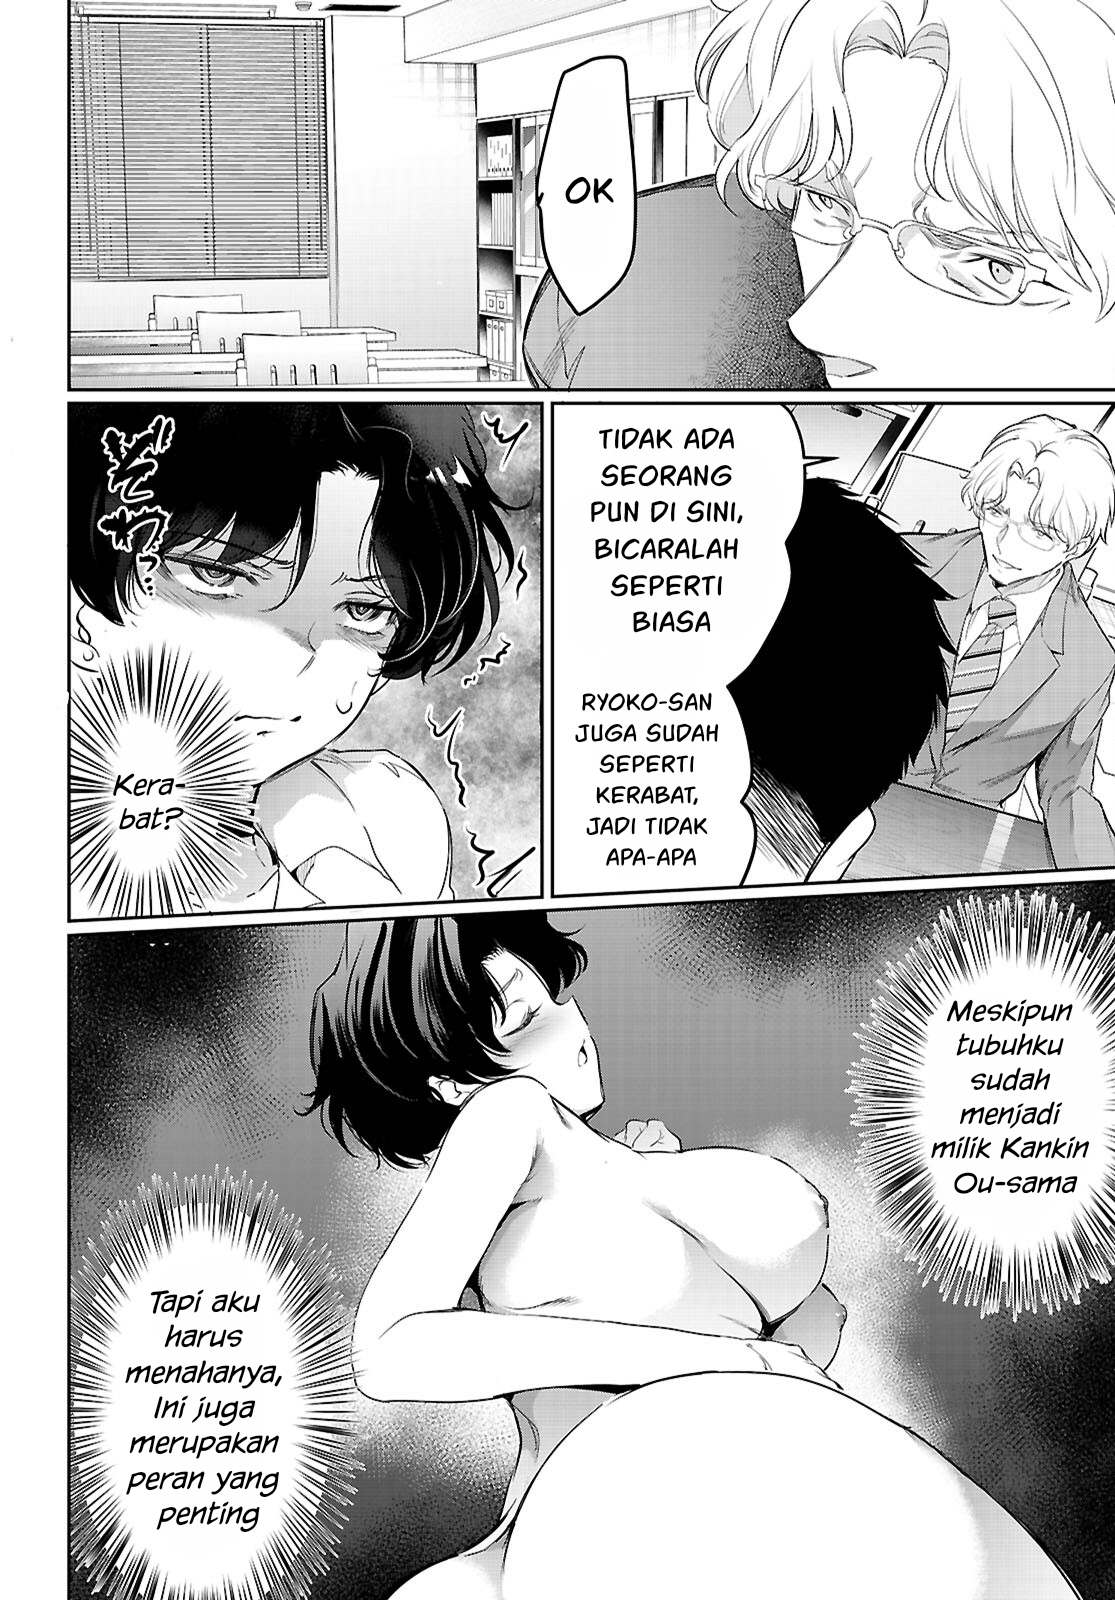 OK
TIDAK ADA
SEORANG
PUN DI SINI,
BICARALAH
SEPERTI
BIASA
RYOKO-SAN
JUGA SUDAH
SEPERTI
KERABAT,
JADI TIDAK
APA-APA
Kera-
bat?
Meskipun
tubuhku
sudah
menjadi
milik Kankin
Ou-sama
Tapi aku
harus
menahanya,
Ini juga
merupakan
peran yang
penting